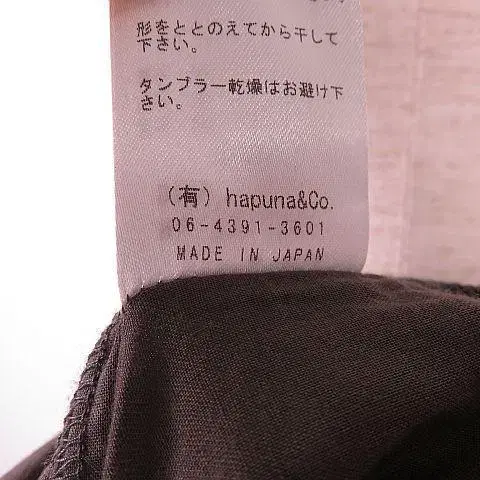 形をととのえてから干して
下さい。
タンブラー乾燥はお避け下
さい。
(有) hapuna&Co.
06-4391-3601
MADE IN JAPAN